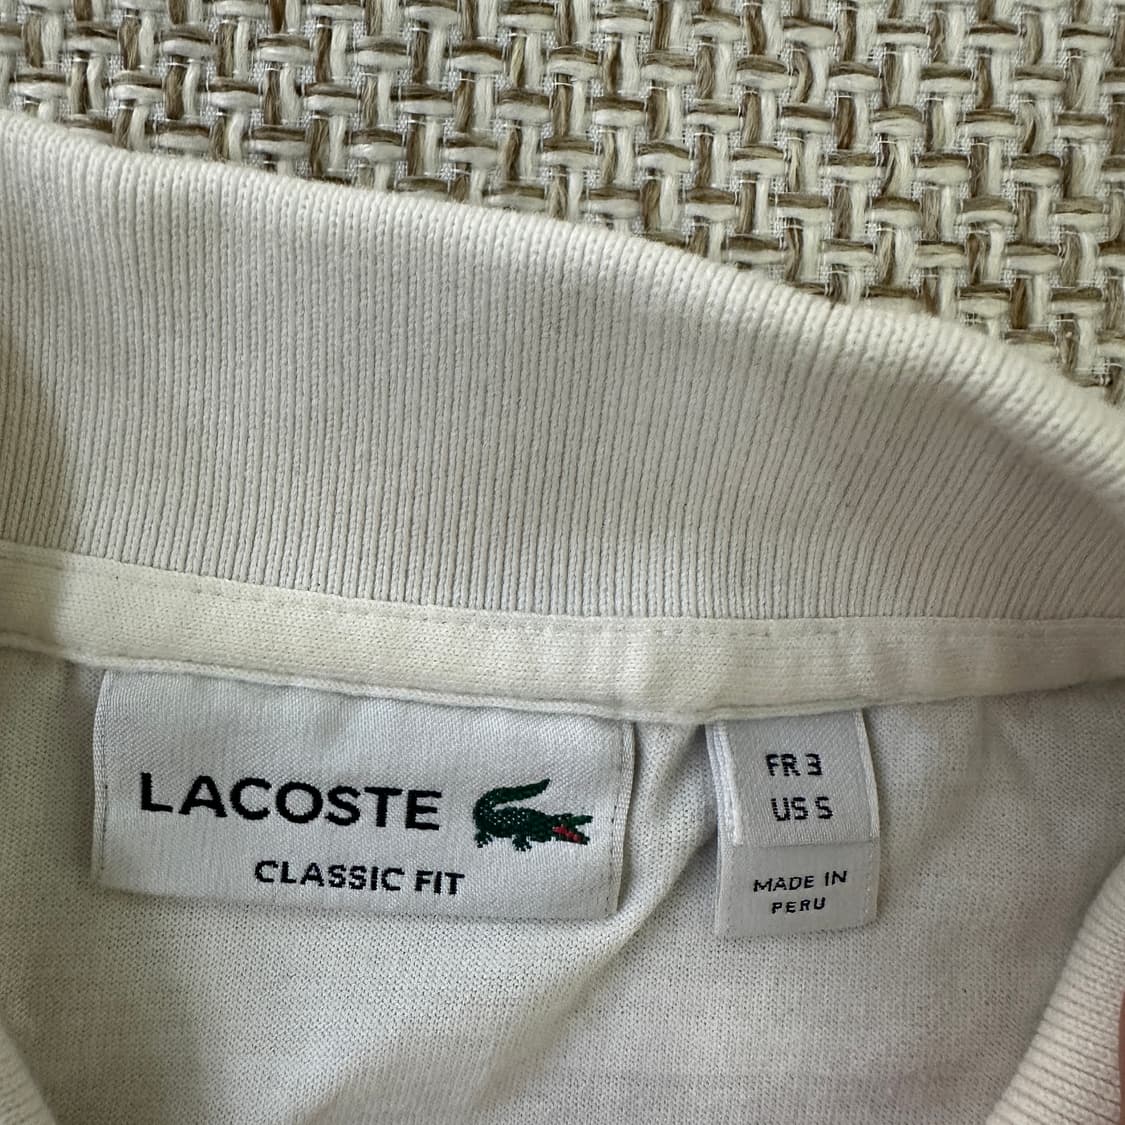 LACOSTE
CLASSIC FIT
FR 3
US S
MADE IN
PERU